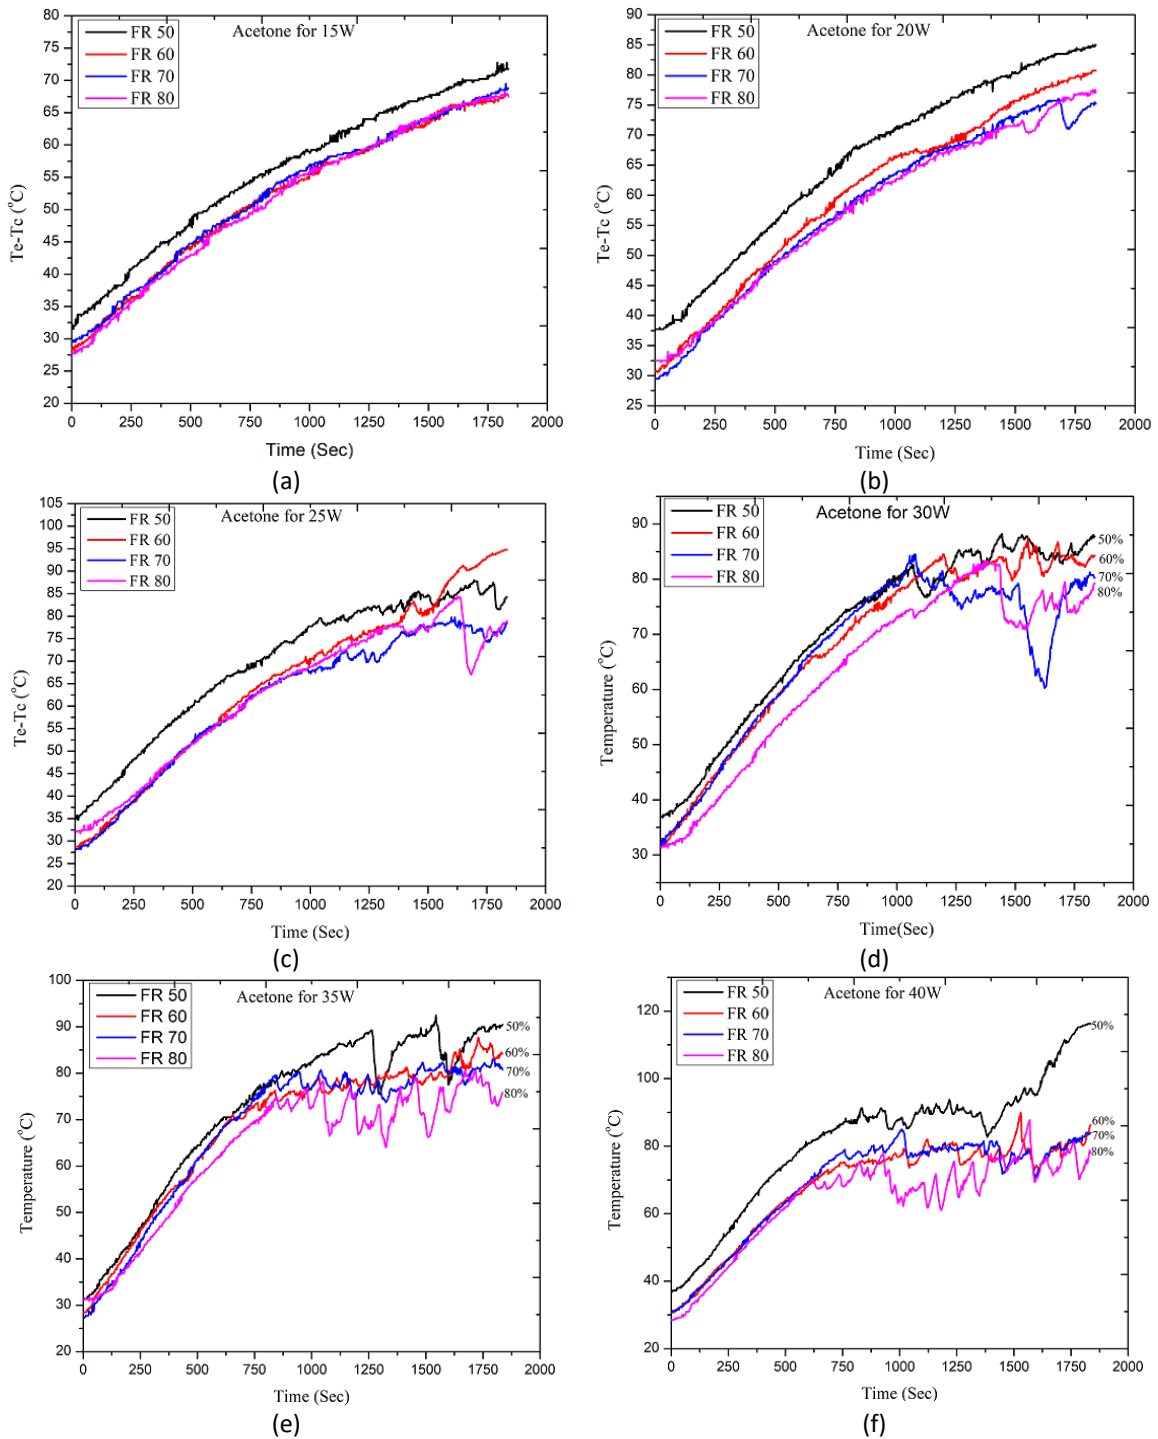 Acetone for 15W
FR 50
FR 60
FR 70
FR 80
80
75
70
65
60
55
50
45
40
35
30
25
20
Te-Tc (°C)
0 250 500 750 1000 1250 1500 1750 2000
Time (Sec)
(a)
Acetone for 20W
FR 50
FR 60
FR 70
FR 80
90
85
80
75
70
65
60
55
50
45
40
35
30
25
Te-Tc (°C)
0 250 500 750 1000 1250 1500 1750 2000
Time (Sec)
(b)
Acetone for 25W
FR 50
FR 60
FR 70
FR 80
105
100
95
90
85
80
75
70
65
60
55
50
45
40
35
30
25
20
Te-Tc (°C)
0 250 500 750 1000 1250 1500 1750 2000
Time (Sec)
(c)
Acetone for 30W
FR 50
FR 60
FR 70
FR 80
90
80
70
60
50
40
30
Temperature (°C)
50%
60%
70%
80%
0 250 500 750 1000 1250 1500 1750 2000
Time(Sec)
(d)
Acetone for 35W
FR 50
FR 60
FR 70
FR 80
100
90
80
70
60
50
40
30
20
Temperature (°C)
50%
60%
70%
80%
0 250 500 750 1000 1250 1500 1750 2000
Time (Sec)
(e)
Acetone for 40W
FR 50
FR 60
FR 70
FR 80
120
100
80
60
40
20
Temperature (°C)
50%
60%
70%
80%
0 250 500 750 1000 1250 1500 1750 2000
Time (Sec)
(f)